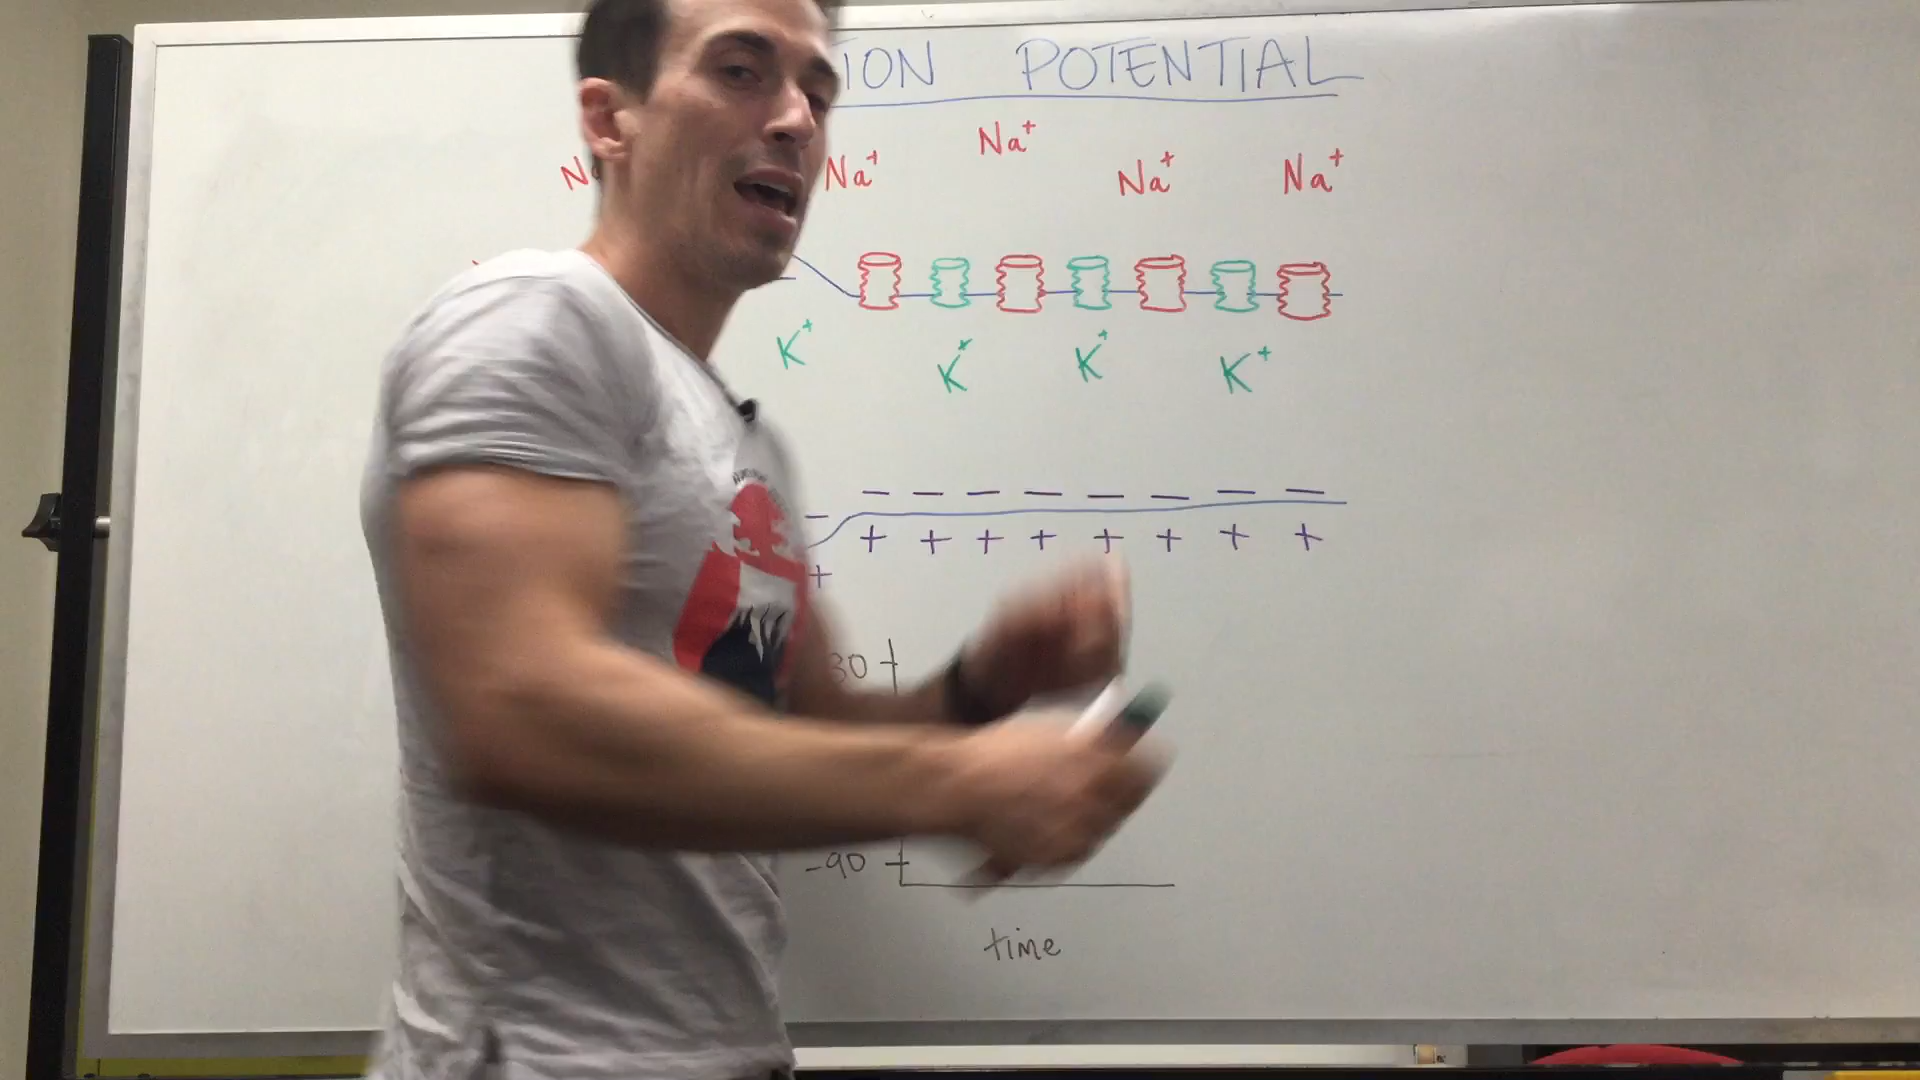 ION POTENTIAL
Na⁺
Na Na⁺ Na⁺ Na⁺
K⁺ K⁺ K⁺ K⁺
− − − − − − − − −
+ + + + + + + +
+
30
-90
time